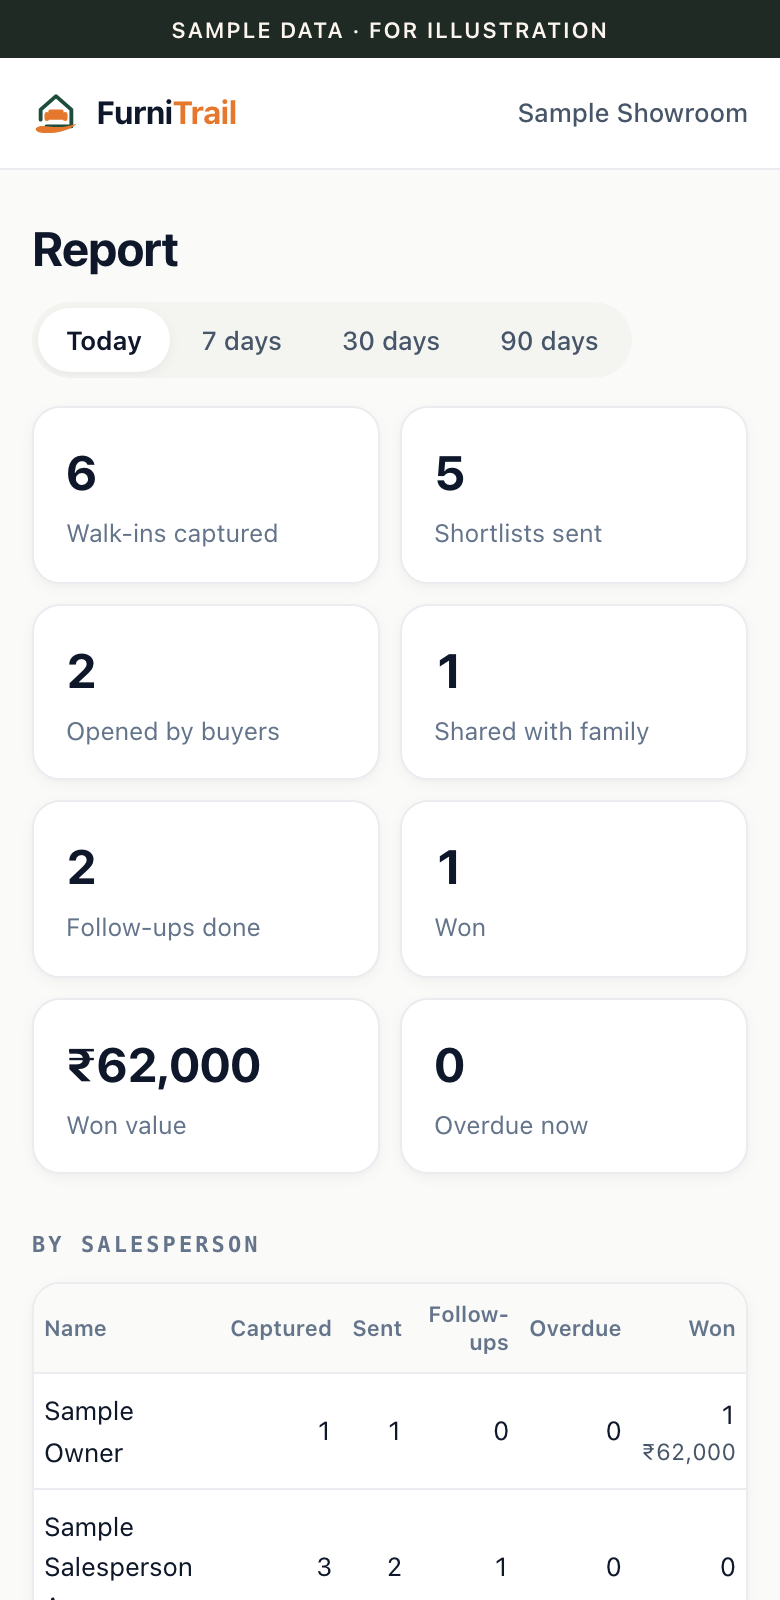 SAMPLE DATA · FOR ILLUSTRATION
FurniTrail
Sample Showroom
Report
Today
7 days
30 days
90 days
6
Walk-ins captured
5
Shortlists sent
2
Opened by buyers
1
Shared with family
2
Follow-ups done
1
Won
₹62,000
Won value
0
Overdue now
BY SALESPERSON
Name Captured Sent Follow-ups Overdue Won
Sample Owner 1 1 0 0 1 ₹62,000
Sample Salesperson 3 2 1 0 0